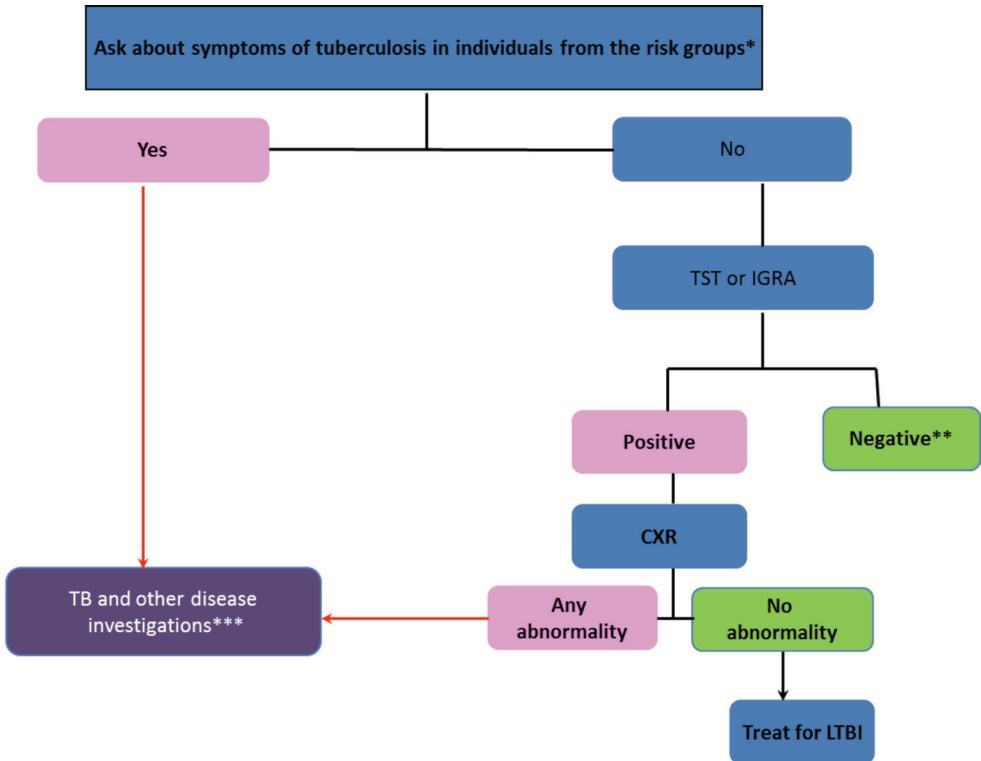 Ask about symptoms of tuberculosis in individuals from the risk groups*
Yes
No
TST or IGRA
Positive
Negative**
CXR
TB and other disease
investigations***
Any
abnormality
No
abnormality
Treat for LTBI